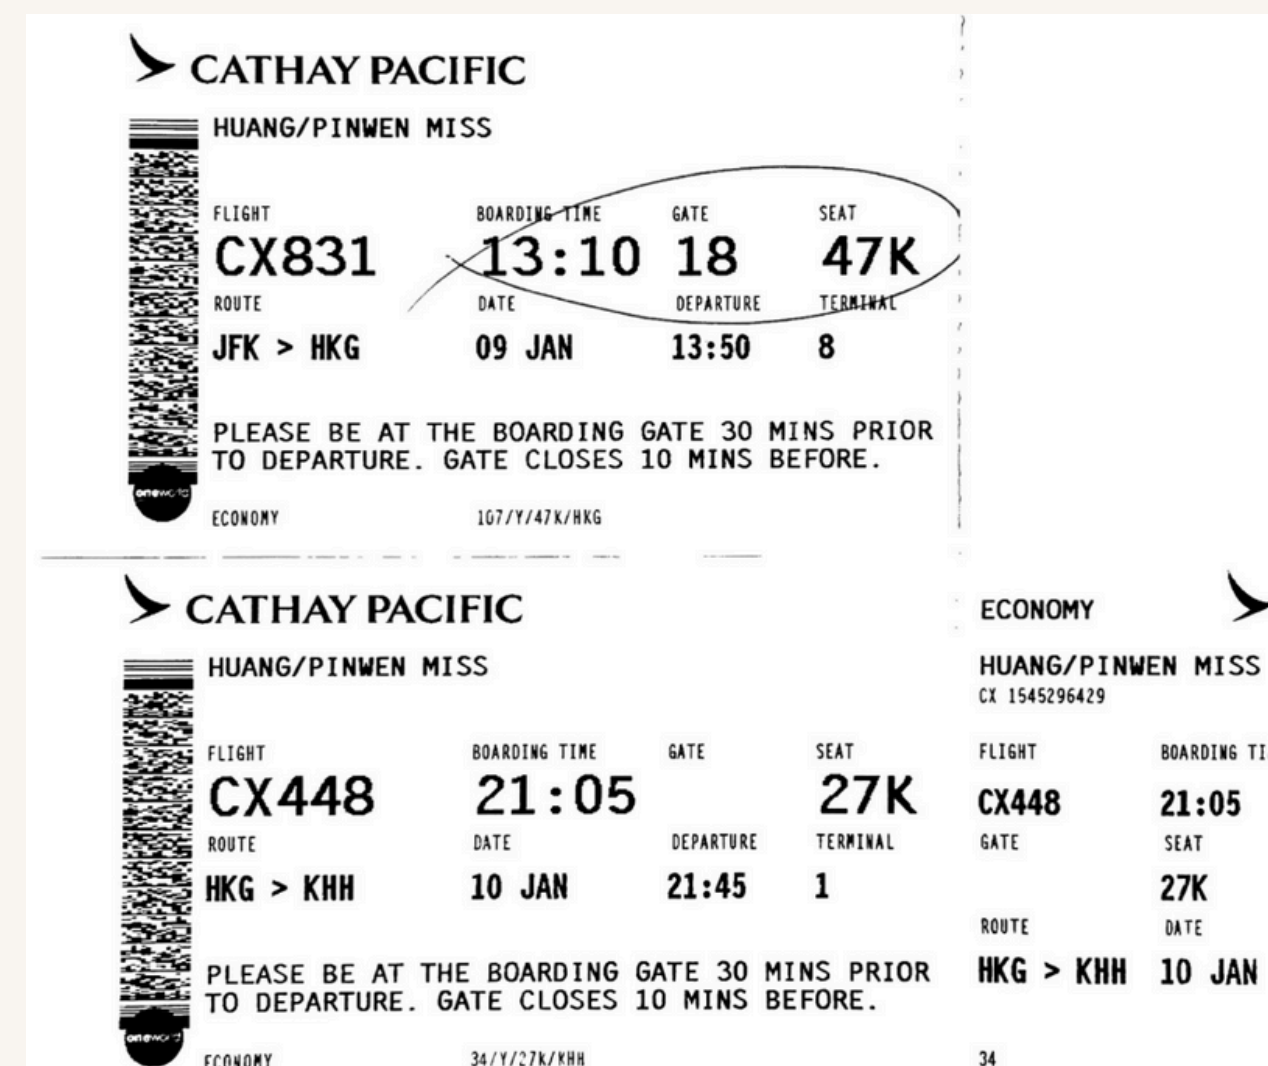 CATHAY PACIFIC
HUANG/PINWEN MISS
FLIGHT BOARDING TIME GATE SEAT
CX831 13:10 18 47K
ROUTE DATE DEPARTURE TERMINAL
JFK > HKG 09 JAN 13:50 8
PLEASE BE AT THE BOARDING GATE 30 MINS PRIOR
TO DEPARTURE. GATE CLOSES 10 MINS BEFORE.
oneworld
ECONOMY 107/Y/47K/HKG
CATHAY PACIFIC
HUANG/PINWEN MISS
FLIGHT BOARDING TIME GATE SEAT
CX448 21:05 27K
ROUTE DATE DEPARTURE TERMINAL
HKG > KHH 10 JAN 21:45 1
PLEASE BE AT THE BOARDING GATE 30 MINS PRIOR
TO DEPARTURE. GATE CLOSES 10 MINS BEFORE.
oneworld
ECONOMY 34/Y/27K/KHH
ECONOMY
HUANG/PINWEN MISS
CX 1545296429
FLIGHT BOARDING TI
CX448 21:05
GATE SEAT
27K
ROUTE DATE
HKG > KHH 10 JAN
34